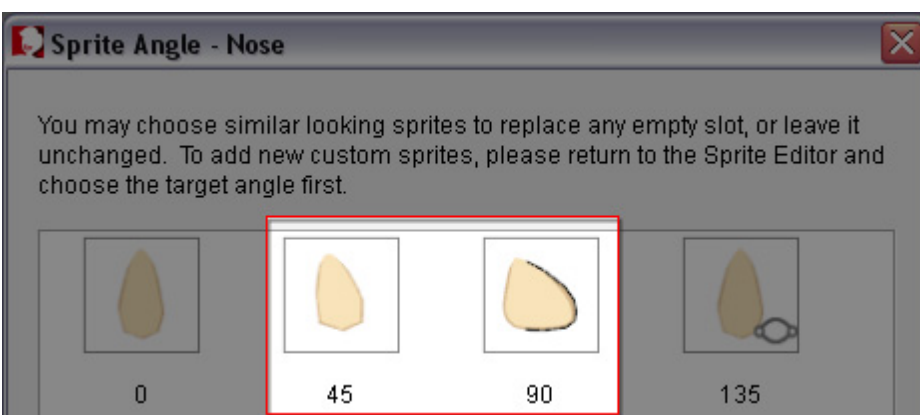 Sprite Angle - Nose
You may choose similar looking sprites to replace any empty slot, or leave it
unchanged. To add new custom sprites, please return to the Sprite Editor and
choose the target angle first.
0 45 90 135